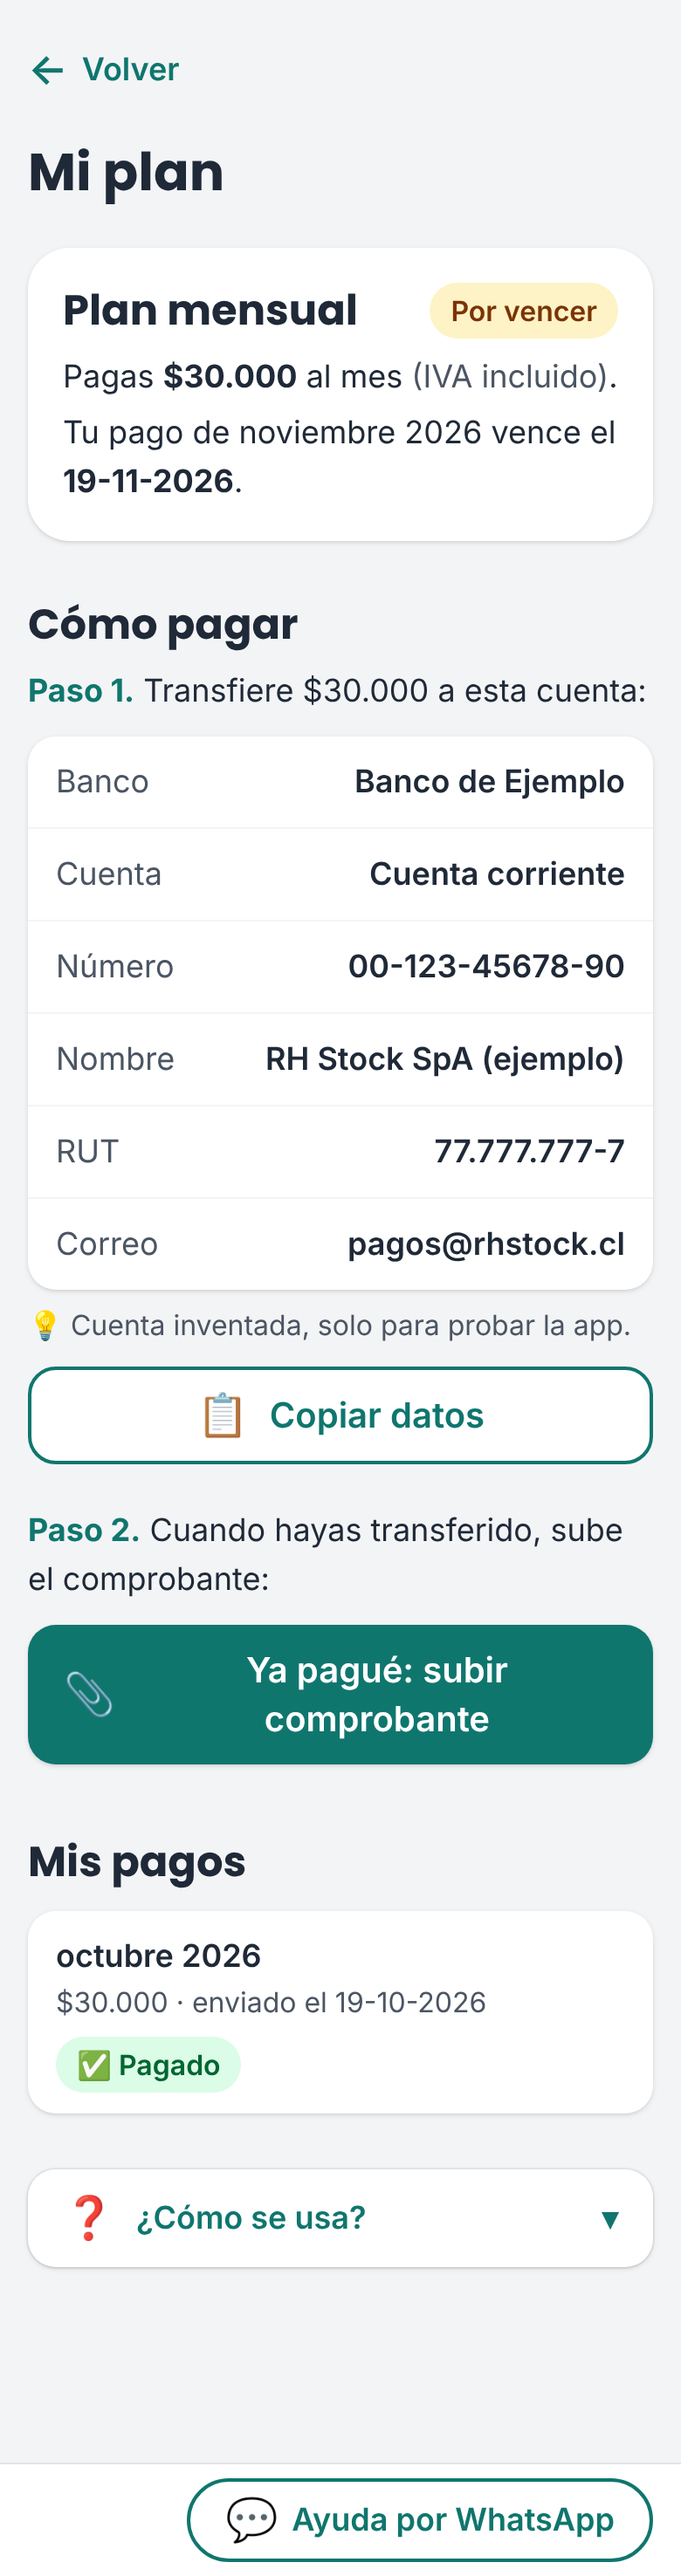 ← Volver
Mi plan
Plan mensual
Por vencer
Pagas $30.000 al mes (IVA incluido).
Tu pago de noviembre 2026 vence el
19-11-2026.
Cómo pagar
Paso 1. Transfiere $30.000 a esta cuenta:
Banco Banco de Ejemplo
Cuenta Cuenta corriente
Número 00-123-45678-90
Nombre RH Stock SpA (ejemplo)
RUT 77.777.777-7
Correo pagos@rhstock.cl
💡 Cuenta inventada, solo para probar la app.
📋 Copiar datos
Paso 2. Cuando hayas transferido, sube
el comprobante:
📎 Ya pagué: subir
comprobante
Mis pagos
octubre 2026
$30.000 · enviado el 19-10-2026
✅ Pagado
❓ ¿Cómo se usa? ▼
💬 Ayuda por WhatsApp